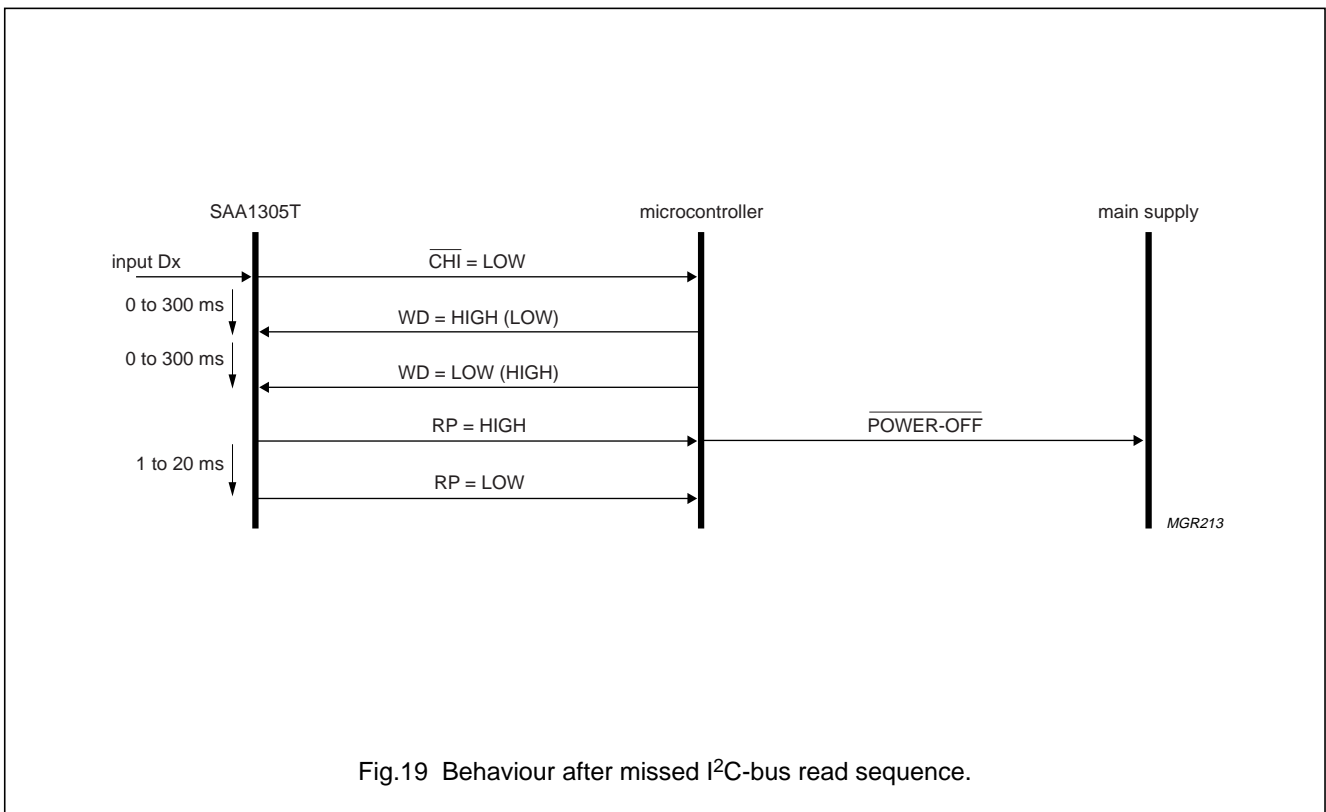 SAA1305T microcontroller main supply
input Dx
CHI = LOW
0 to 300 ms
WD = HIGH (LOW)
0 to 300 ms
WD = LOW (HIGH)
RP = HIGH
POWER-OFF
1 to 20 ms
RP = LOW
MGR213
Fig.19 Behaviour after missed I²C-bus read sequence.